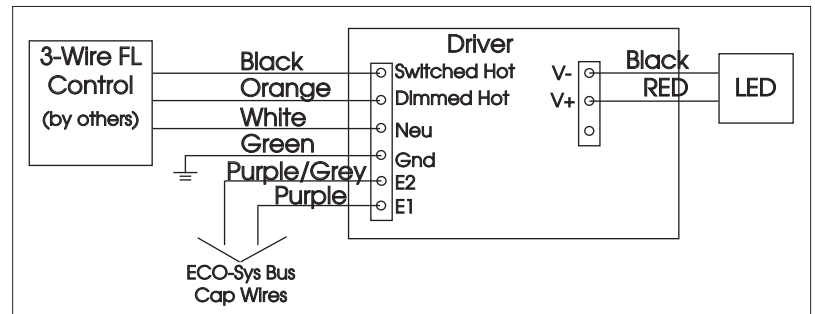 3-Wire FL
Control
(by others)
Black
Orange
White
Green
Purple/Grey
Purple
ECO-Sys Bus
Cap Wires
Driver
Switched Hot
Dimmed Hot
Neu
Gnd
E2
E1
V-
V+
Black
RED
LED